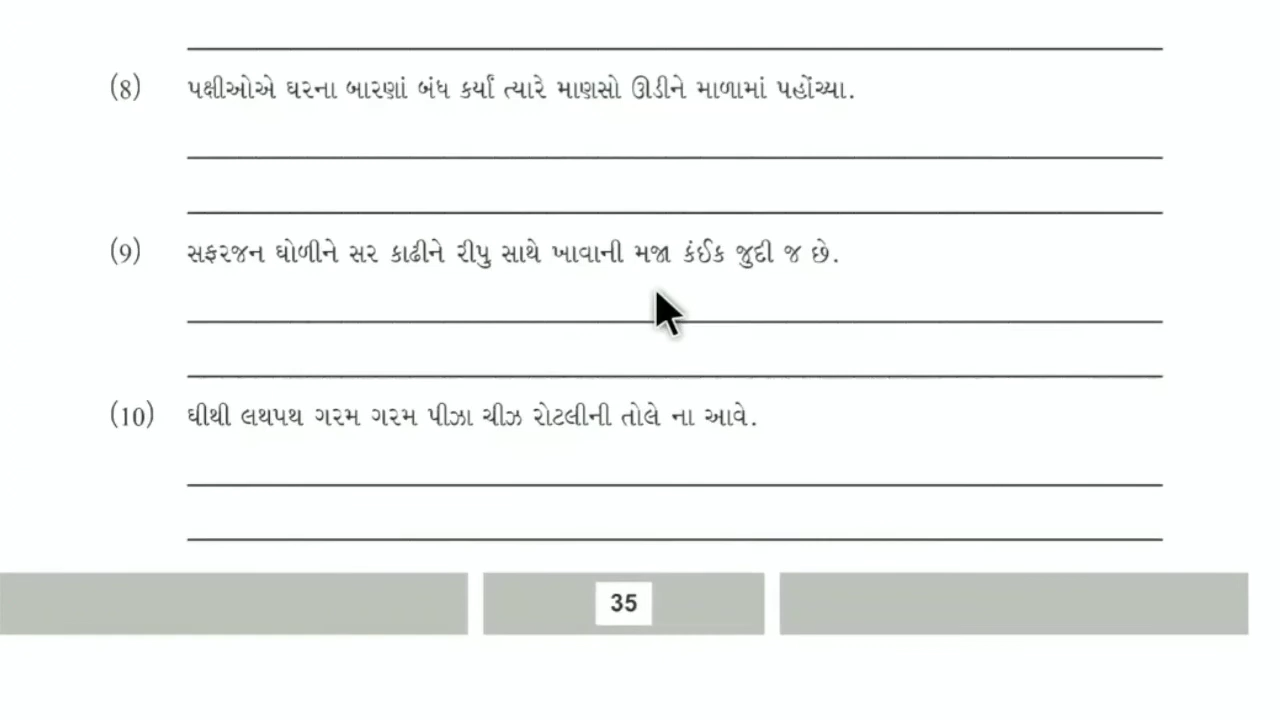 (8) પક્ષીઓએ ઘરના બારણાં બંધ કર્યાં ત્યારે માણસો ઊડીને માળામાં પહોંચ્યા.
(9) સફરજન ઘોળીને સર કાઢીને રીપુ સાથે ખાવાની મજા કંઈક જુદી જ છે.
(10) ઘીથી લથપથ ગરમ ગરમ પીઝા ચીઝ રોટલીની તોલે ના આવે.
35